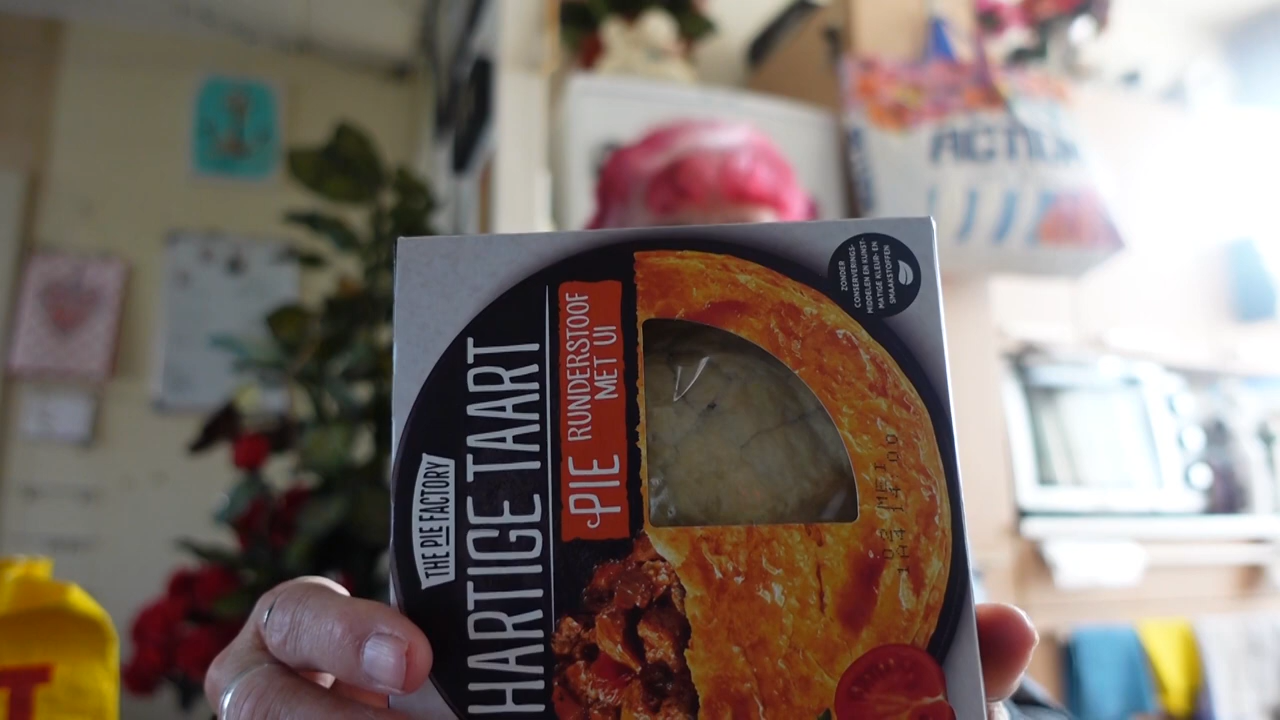 THE PIE FACTORY
HARTIGE TAART
PIE RUNDERSTOOF
MET UI
ZONDER
CONSERVERINGS-
MIDDELEN EN KUNST-
MATIGE KLEUR- EN
SMAAKSTOFFEN
ACTION